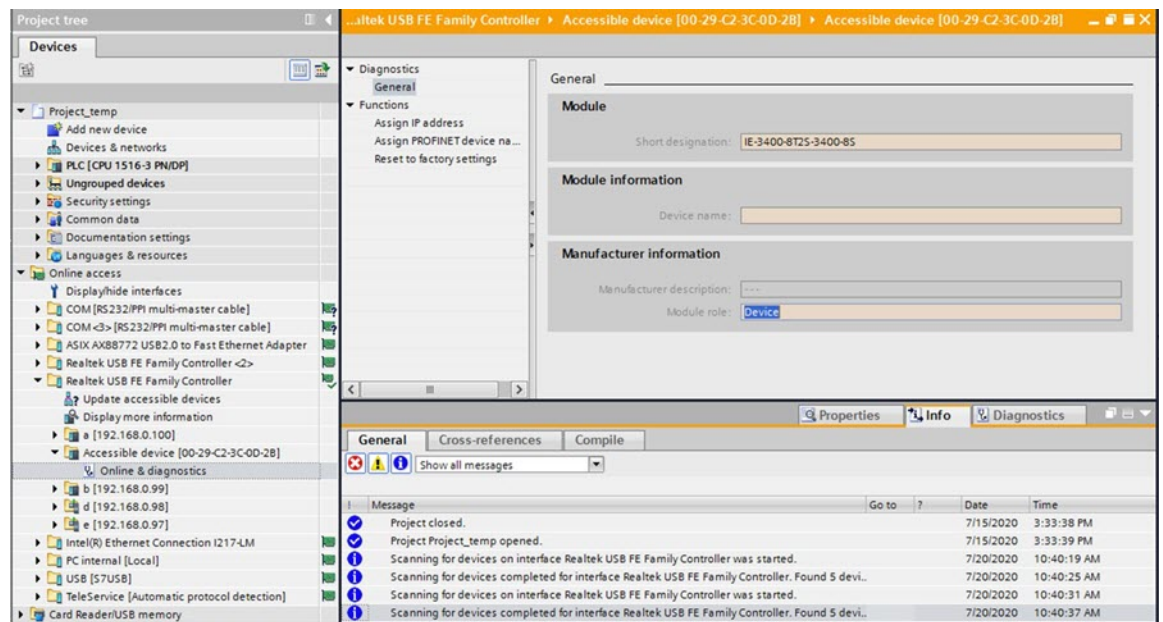 Project tree
Devices
Project_temp
Add new device
Devices & networks
PLC [CPU 1516-3 PN/DP]
Ungrouped devices
Security settings
Common data
Documentation settings
Languages & resources
Online access
Display/hide interfaces
COM [RS232/PPI multi-master cable]
COM <3> [RS232/PPI multi-master cable]
ASIX AX88772 USB2.0 to Fast Ethernet Adapter
Realtek USB FE Family Controller <2>
Realtek USB FE Family Controller
Update accessible devices
Display more information
a [192.168.0.100]
Accessible device [00-29-C2-3C-0D-2B]
Online & diagnostics
b [192.168.0.99]
d [192.168.0.98]
e [192.168.0.97]
Intel(R) Ethernet Connection I217-LM
PC internal [Local]
USB [S7USB]
TeleService [Automatic protocol detection]
Card Reader/USB memory
...altek USB FE Family Controller Accessible device [00-29-C2-3C-0D-2B] Accessible device [00-29-C2-3C-0D-2B]
Diagnostics
General
Functions
Assign IP address
Assign PROFINET device na...
Reset to factory settings
General
Module
Short designation: IE-3400-8T2S-3400-8S
Module information
Device name:
Manufacturer information
Manufacturer description: ---
Module role: Device
Properties Info Diagnostics
General Cross-references Compile
Show all messages
! Message Go to ? Date Time
Project closed. 7/15/2020 3:33:38 PM
Project Project_temp opened. 7/15/2020 3:33:39 PM
Scanning for devices on interface Realtek USB FE Family Controller was started. 7/20/2020 10:40:19 AM
Scanning for devices completed for interface Realtek USB FE Family Controller. Found 5 devi.. 7/20/2020 10:40:25 AM
Scanning for devices on interface Realtek USB FE Family Controller was started. 7/20/2020 10:40:31 AM
Scanning for devices completed for interface Realtek USB FE Family Controller. Found 5 devi.. 7/20/2020 10:40:37 AM